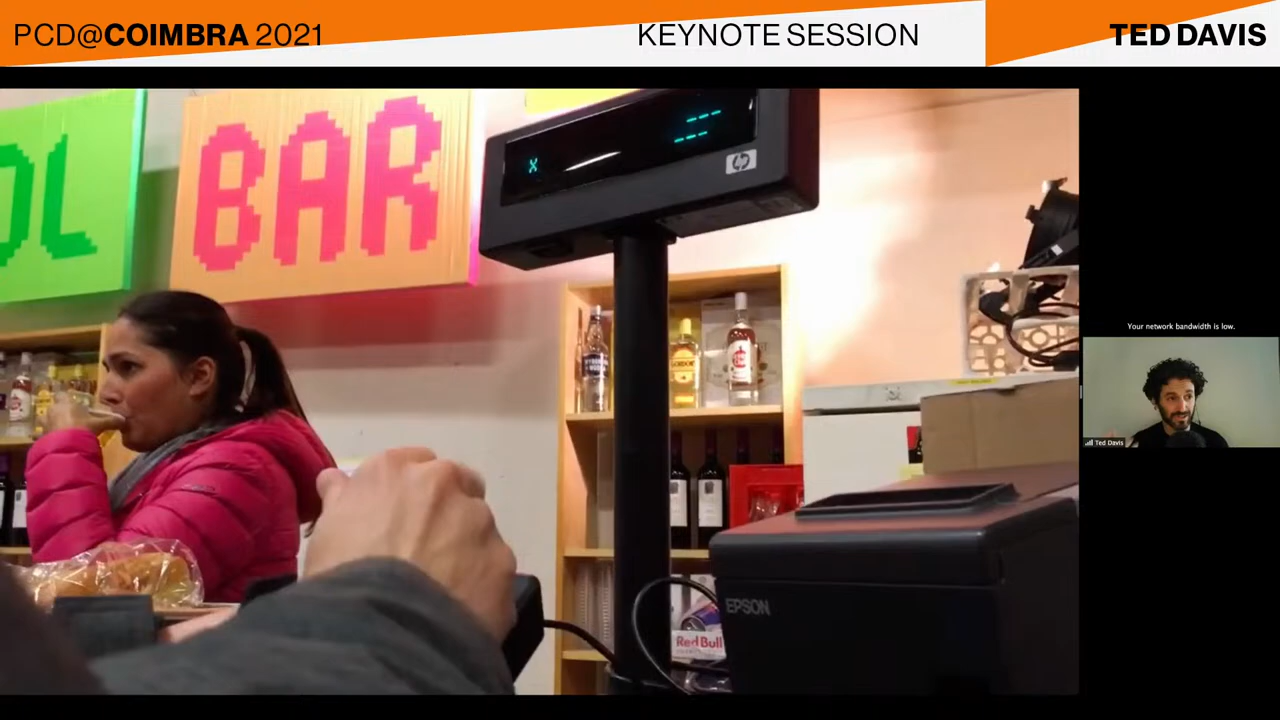 PCD@COIMBRA 2021
KEYNOTE SESSION
TED DAVIS
OL
BAR
hp
X
GORDON'S
EPSON
Red Bull
Your network bandwidth is low.
Ted Davis